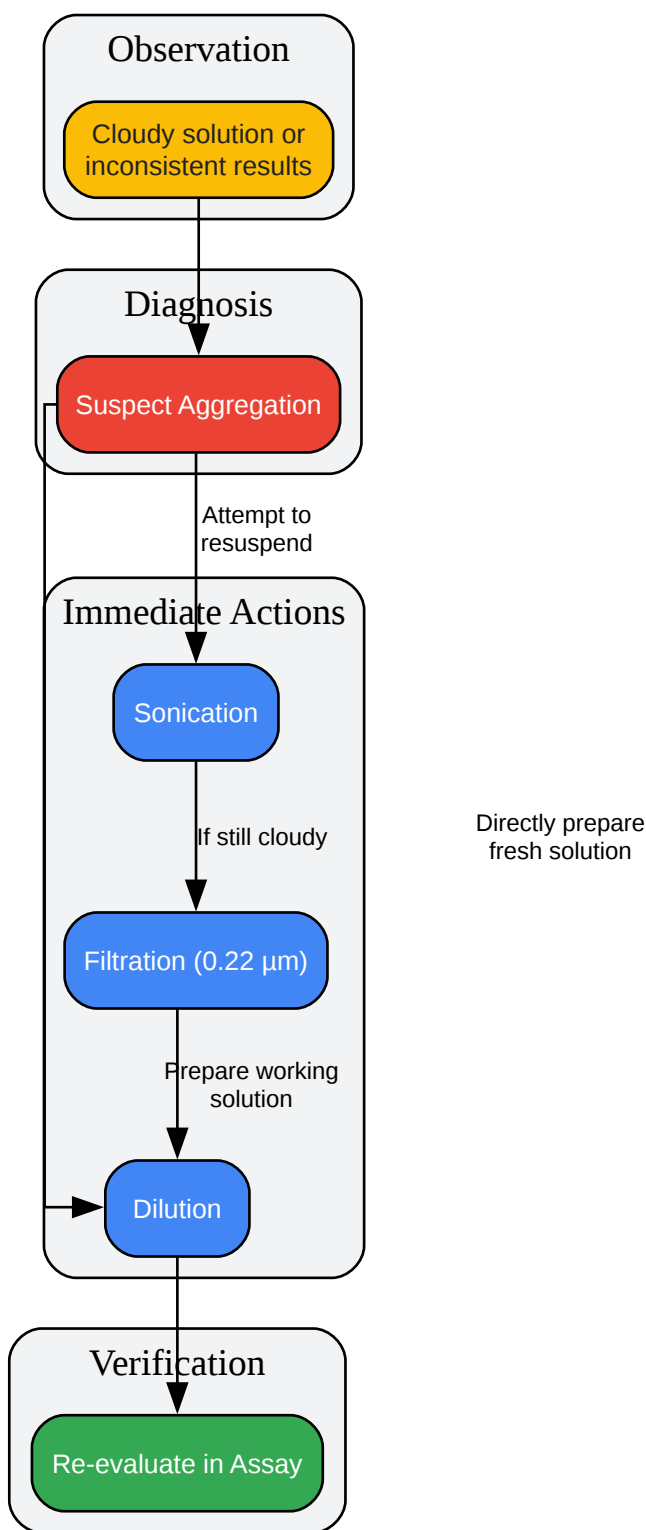 Observation
Cloudy solution or
inconsistent results
Diagnosis
Suspect Aggregation
Attempt to
resuspend
Immediate Actions
Sonication
If still cloudy
Directly prepare
fresh solution
Filtration (0.22 µm)
Prepare working
solution
Dilution
Verification
Re-evaluate in Assay